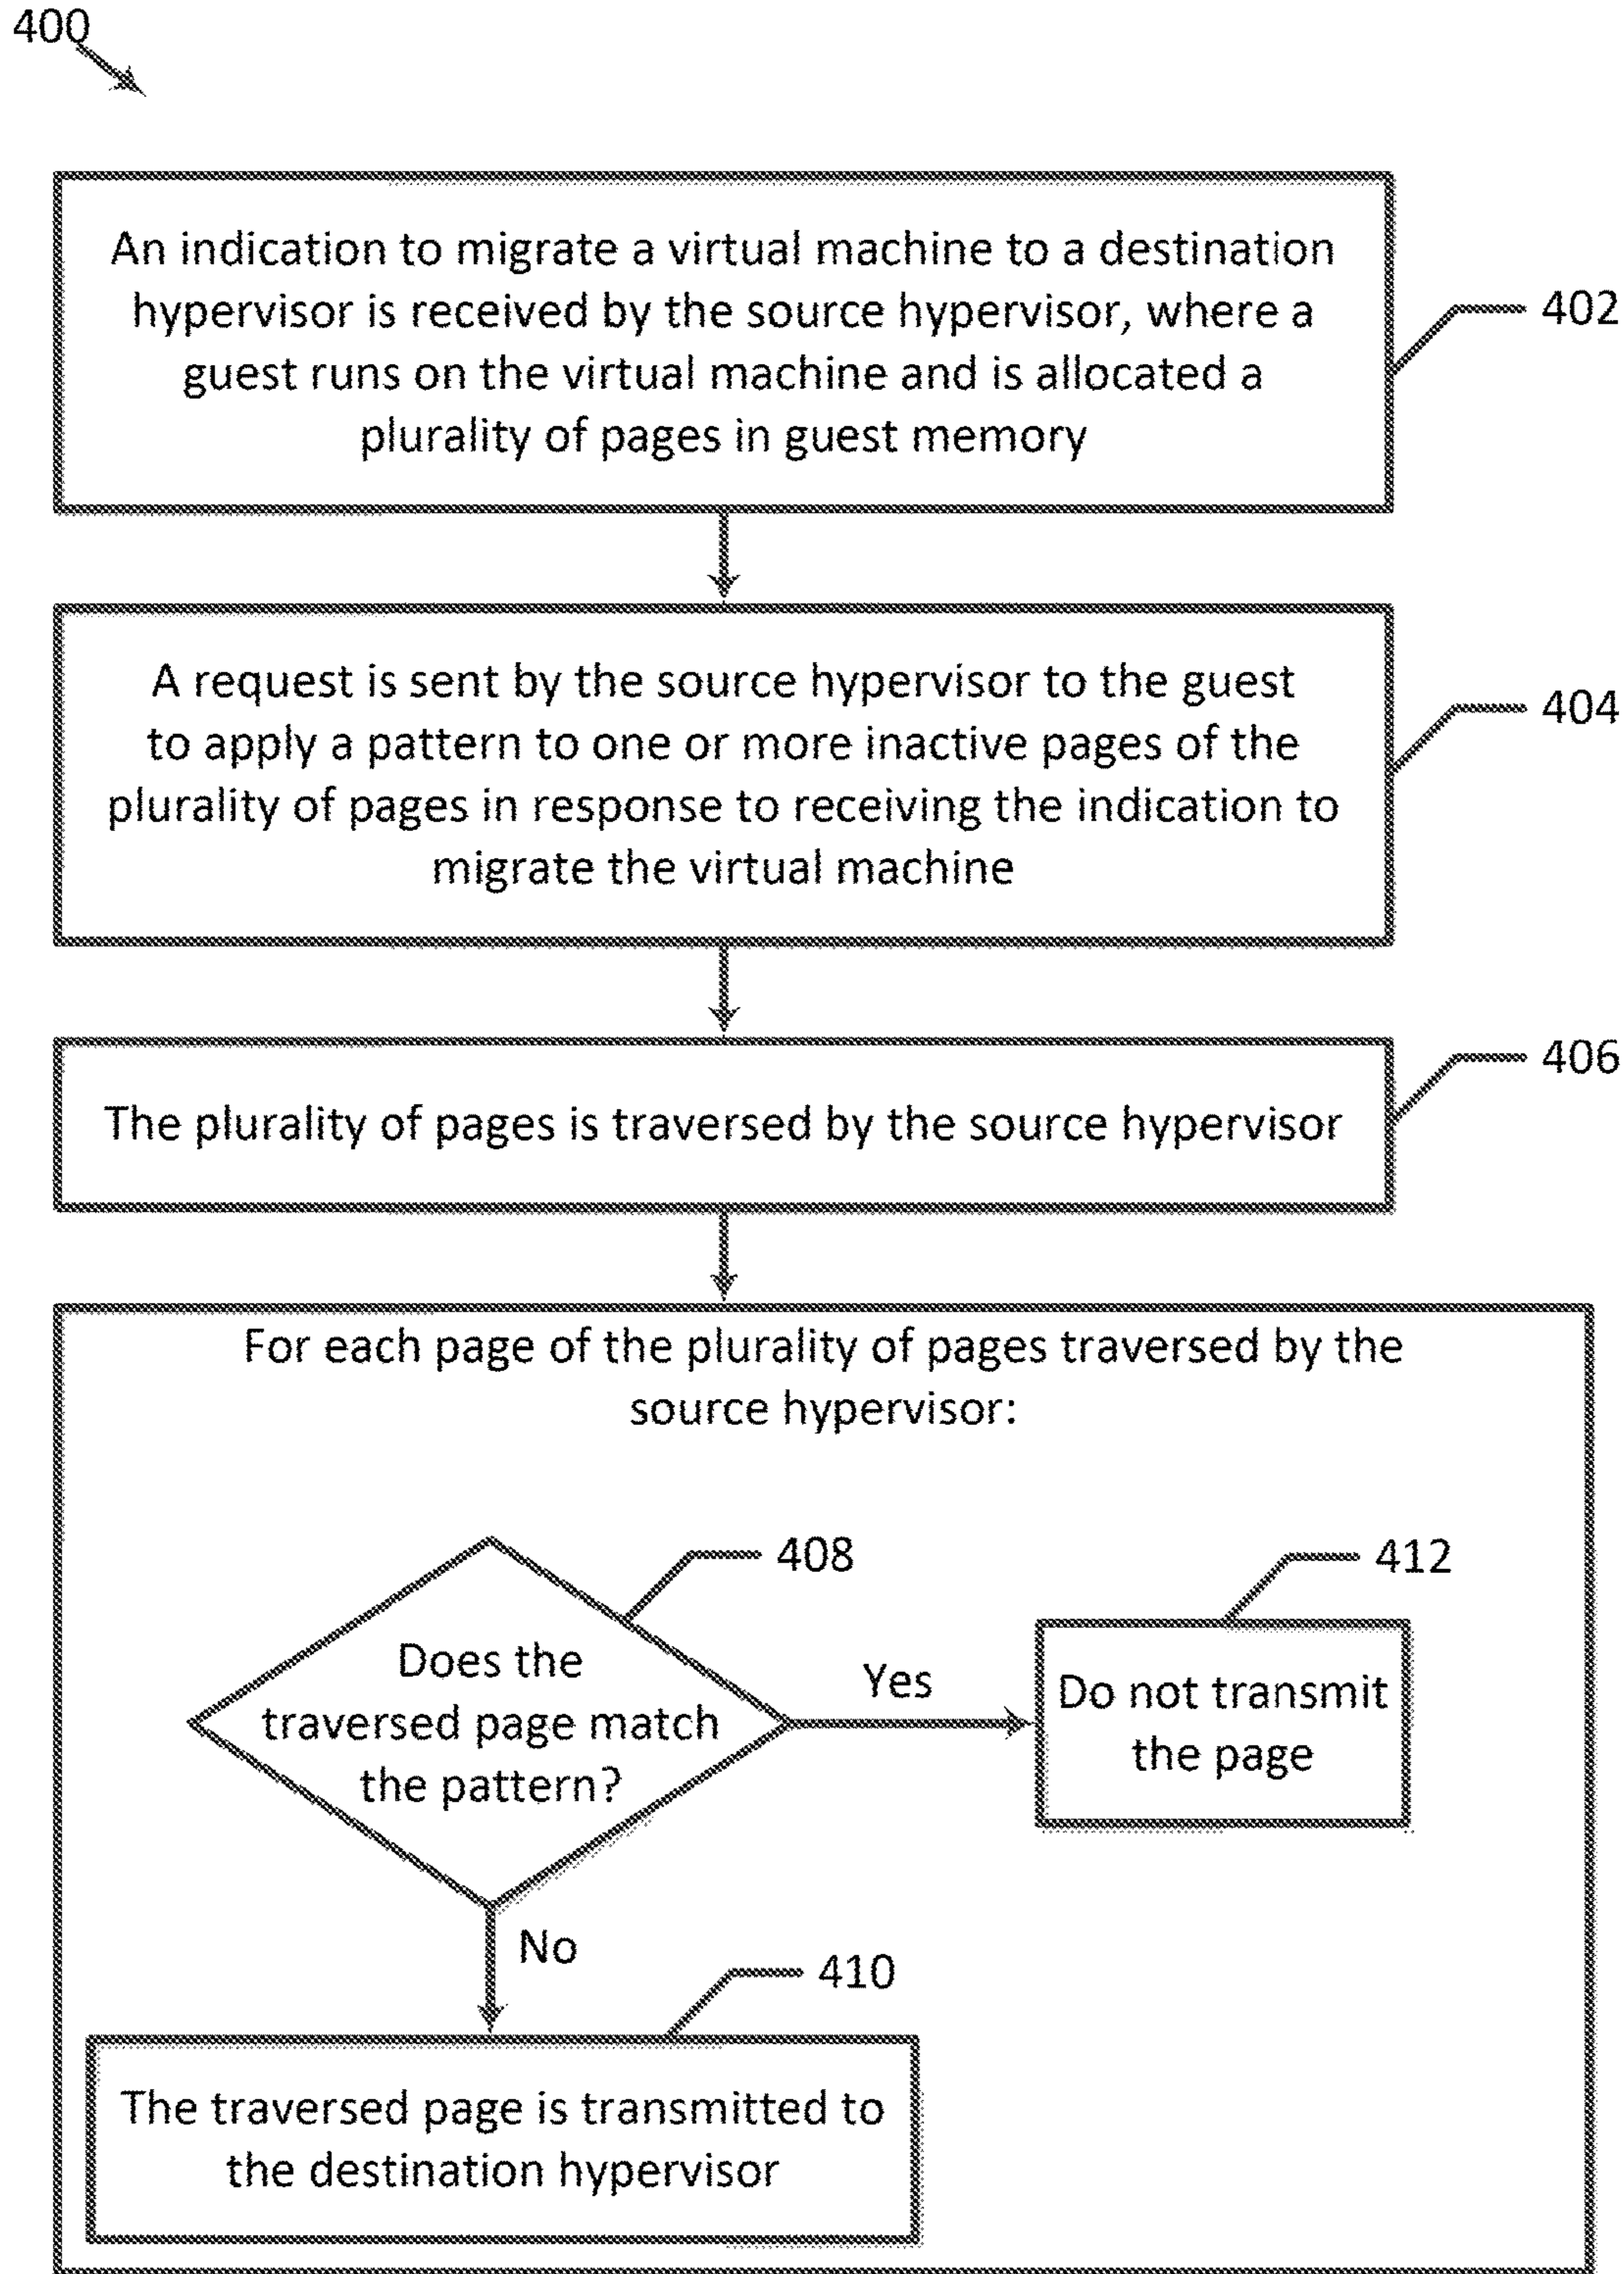 400
An indication to migrate a virtual machine to a destination
hypervisor is received by the source hypervisor, where a
guest runs on the virtual machine and is allocated a
plurality of pages in guest memory
402
A request is sent by the source hypervisor to the guest
to apply a pattern to one or more inactive pages of the
plurality of pages in response to receiving the indication to
migrate the virtual machine
404
The plurality of pages is traversed by the source hypervisor
406
For each page of the plurality of pages traversed by the
source hypervisor:
408
Does the
traversed page match
the pattern?
Yes
412
Do not transmit
the page
No
410
The traversed page is transmitted to
the destination hypervisor